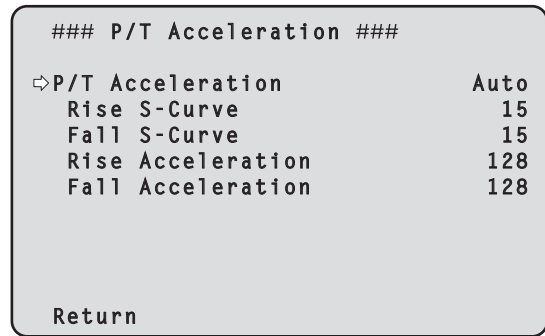 ### P/T Acceleration ###
⇨P/T Acceleration Auto
Rise S-Curve 15
Fall S-Curve 15
Rise Acceleration 128
Fall Acceleration 128
Return